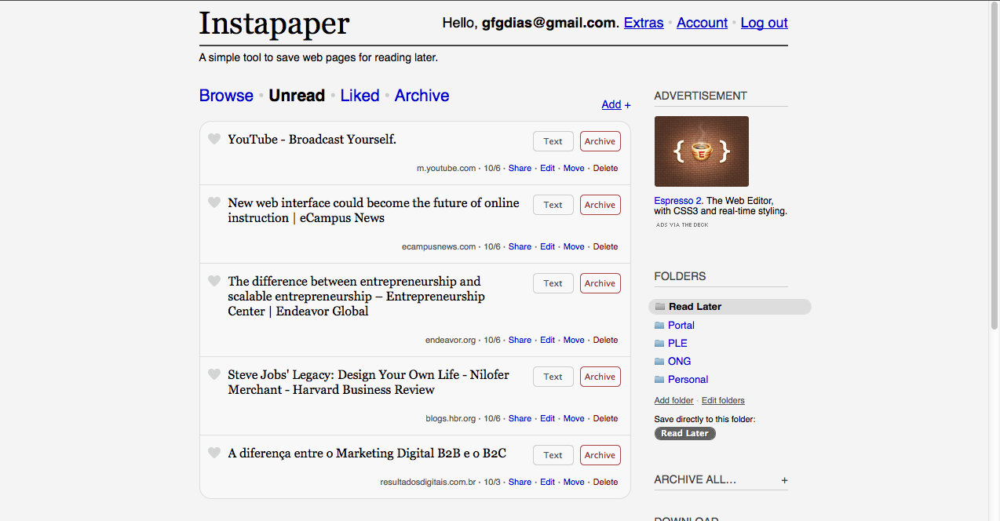 Instapaper
Hello, gfgdias@gmail.com. Extras • Account • Log out
A simple tool to save web pages for reading later.
Browse • Unread • Liked • Archive
Add +
YouTube - Broadcast Yourself.
Text
Archive
m.youtube.com · 10/6 · Share · Edit · Move · Delete
New web interface could become the future of online
instruction | eCampus News
Text
Archive
ecampusnews.com · 10/6 · Share · Edit · Move · Delete
The difference between entrepreneurship and
scalable entrepreneurship – Entrepreneurship
Center | Endeavor Global
Text
Archive
endeavor.org · 10/6 · Share · Edit · Move · Delete
Steve Jobs' Legacy: Design Your Own Life - Nilofer
Merchant - Harvard Business Review
Text
Archive
blogs.hbr.org · 10/6 · Share · Edit · Move · Delete
A diferença entre o Marketing Digital B2B e o B2C
Text
Archive
resultadosdigitais.com.br · 10/3 · Share · Edit · Move · Delete
ADVERTISEMENT
{ E }
Espresso 2. The Web Editor,
with CSS3 and real-time styling.
ADS VIA THE DECK
FOLDERS
Read Later
Portal
PLE
ONG
Personal
Add folder · Edit folders
Save directly to this folder:
Read Later
ARCHIVE ALL... +
DOWNLOAD